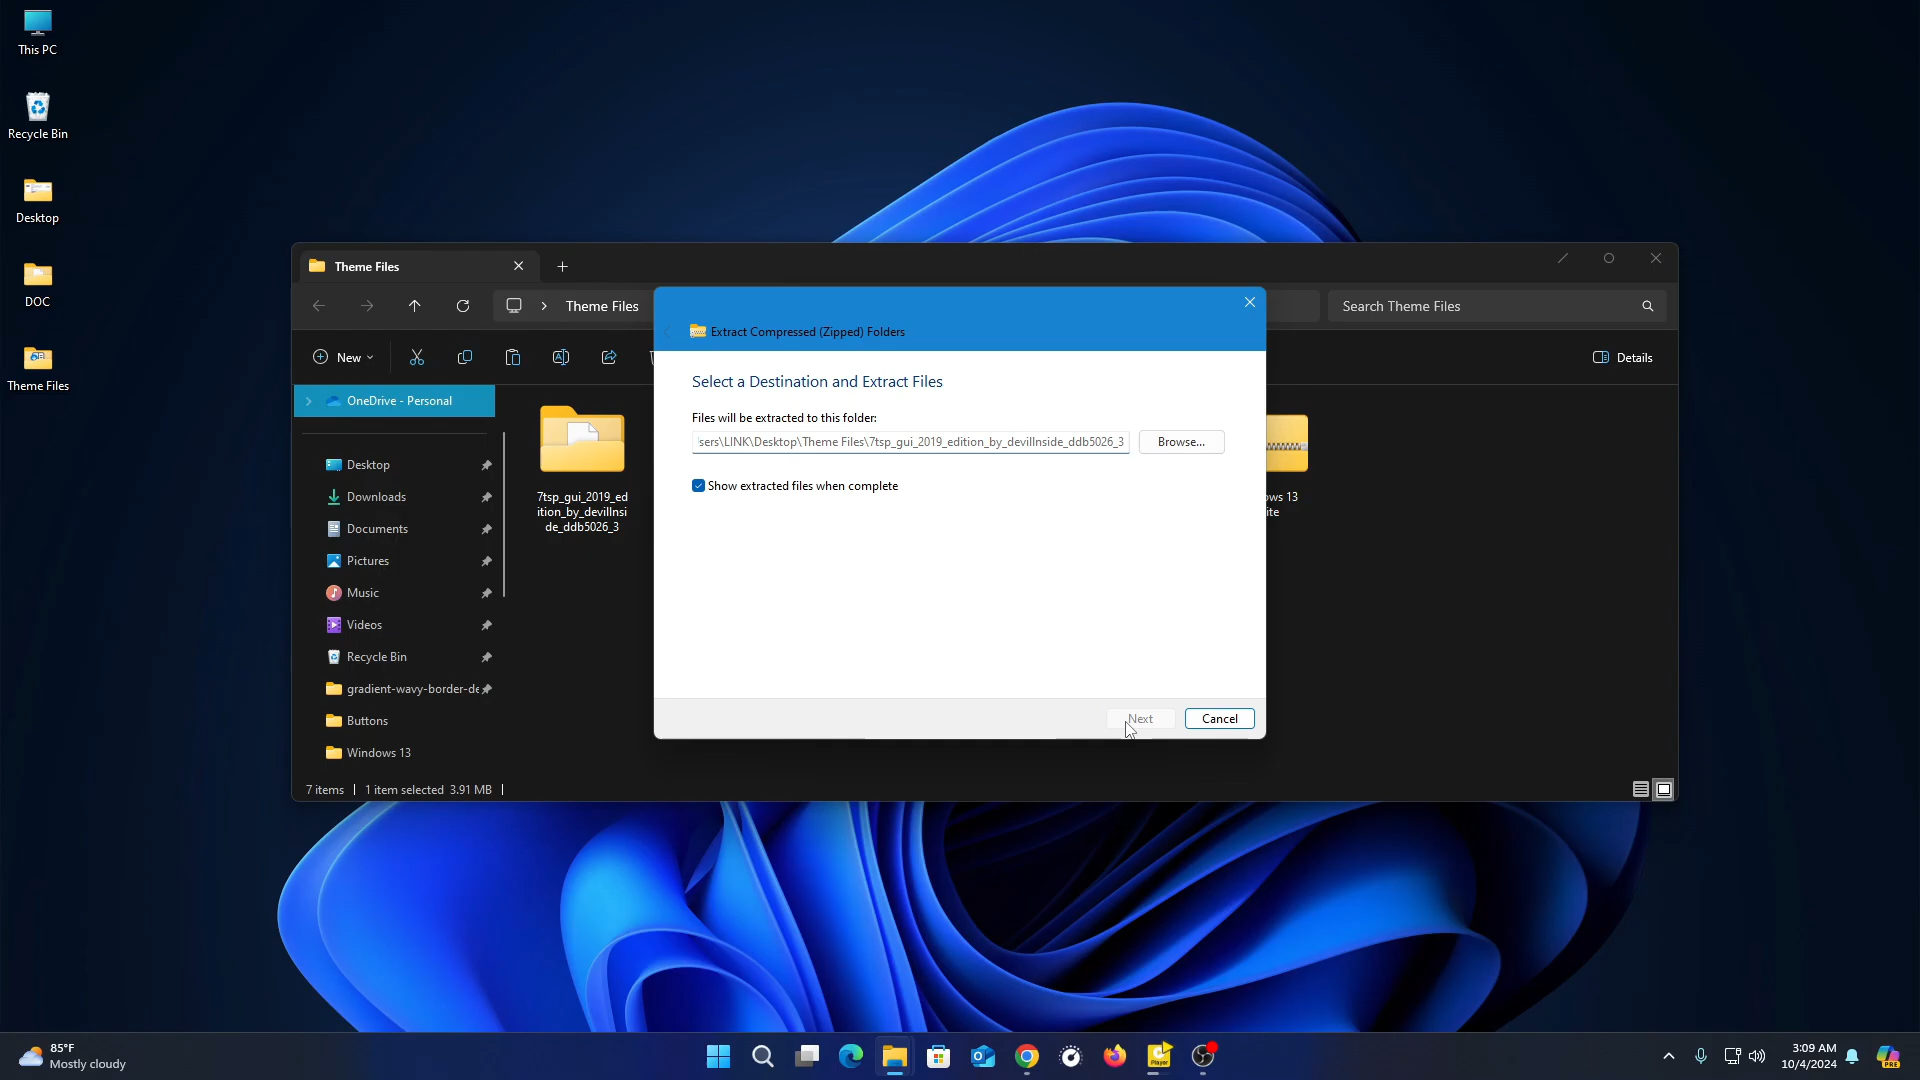 This PC
Recycle Bin
Desktop
DOC
Theme Files
Theme Files
Theme Files
Search Theme Files
New
Details
OneDrive - Personal
Desktop
Downloads
Documents
Pictures
Music
Videos
Recycle Bin
gradient-wavy-border-de
Buttons
Windows 13
7tsp_gui_2019_ed
ition_by_devillnsi
de_ddb5026_3
ows 13
ite
Extract Compressed (Zipped) Folders
Select a Destination and Extract Files
Files will be extracted to this folder:
sers\LINK\Desktop\Theme Files\7tsp_gui_2019_edition_by_devillnside_ddb5026_3
Browse...
Show extracted files when complete
Next
Cancel
7 items
1 item selected 3.91 MB
85°F
Mostly cloudy
Player
3:09 AM
10/4/2024
PRE